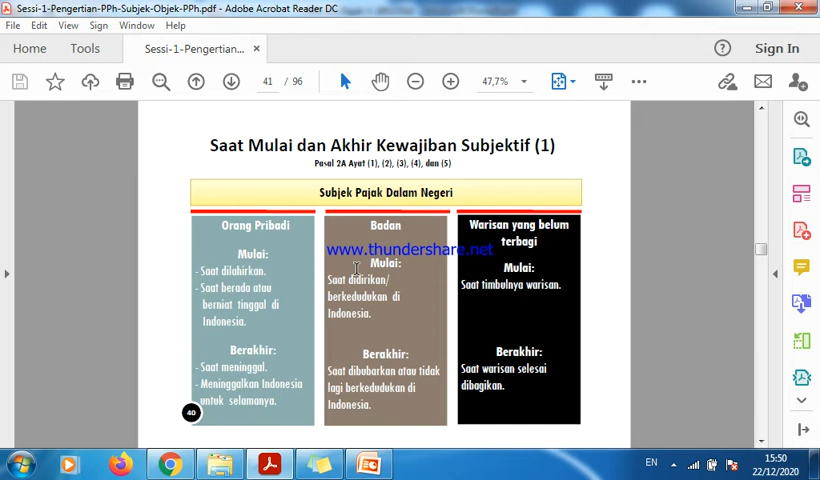 Sessi-1-Pengertian-PPh-Subjek-Objek-PPh.pdf - Adobe Acrobat Reader DC
File Edit View Sign Window Help
Home Tools Sessi-1-Pengertian... × Sign In
41 / 96 47,7%
Saat Mulai dan Akhir Kewajiban Subjektif (1)
Pasal 2A Ayat (1), (2), (3), (4), dan (5)
Subjek Pajak Dalam Negeri
Orang Pribadi
Mulai:
- Saat dilahirkan.
- Saat berada atau
berniat tinggal di
Indonesia.
Berakhir:
- Saat meninggal.
- Meninggalkan Indonesia
untuk selamanya.
Badan
www.thundershare.net
Mulai:
Saat didirikan/
berkedudukan di
Indonesia.
Berakhir:
Saat dibubarkan atau tidak
lagi berkedudukan di
Indonesia.
Warisan yang belum
terbagi
Mulai:
Saat timbulnya warisan.
Berakhir:
Saat warisan selesai
dibagikan.
40
EN
15:50
22/12/2020